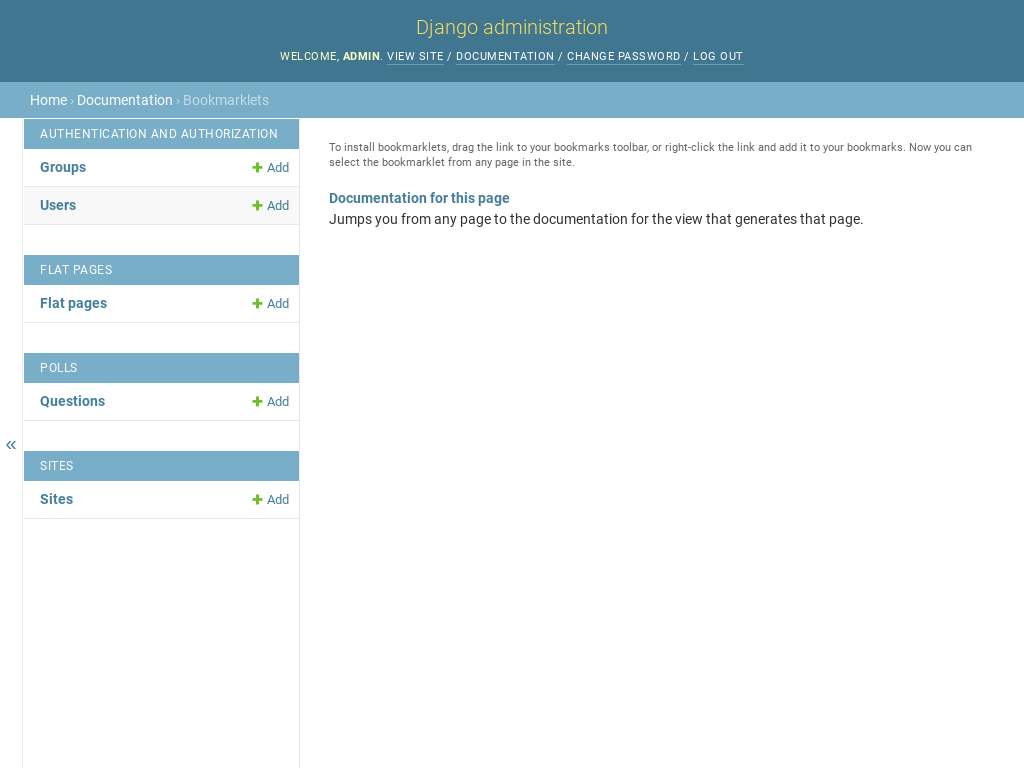 Django administration
WELCOME, ADMIN. VIEW SITE / DOCUMENTATION / CHANGE PASSWORD / LOG OUT
Home › Documentation › Bookmarklets
AUTHENTICATION AND AUTHORIZATION
Groups Add
Users Add
FLAT PAGES
Flat pages Add
POLLS
Questions Add
SITES
Sites Add
«
To install bookmarklets, drag the link to your bookmarks toolbar, or right-click the link and add it to your bookmarks. Now you can
select the bookmarklet from any page in the site.
Documentation for this page
Jumps you from any page to the documentation for the view that generates that page.